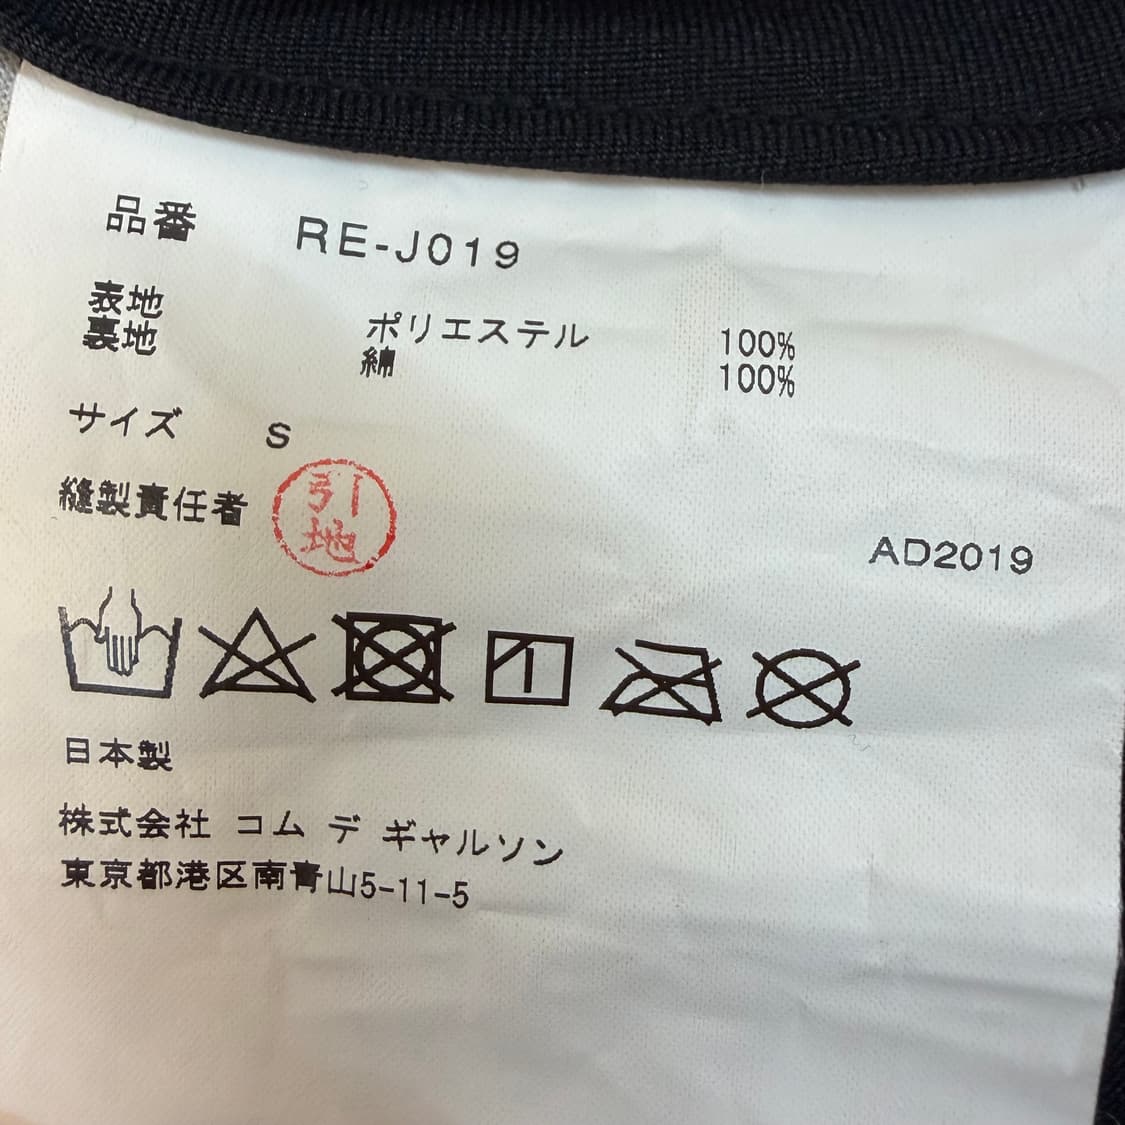 品番 RE-J019
表地 ポリエステル 100%
裏地 綿 100%
サイズ S
縫製責任者 引地
AD2019
日本製
株式会社 コム デ ギャルソン
東京都港区南青山5-11-5